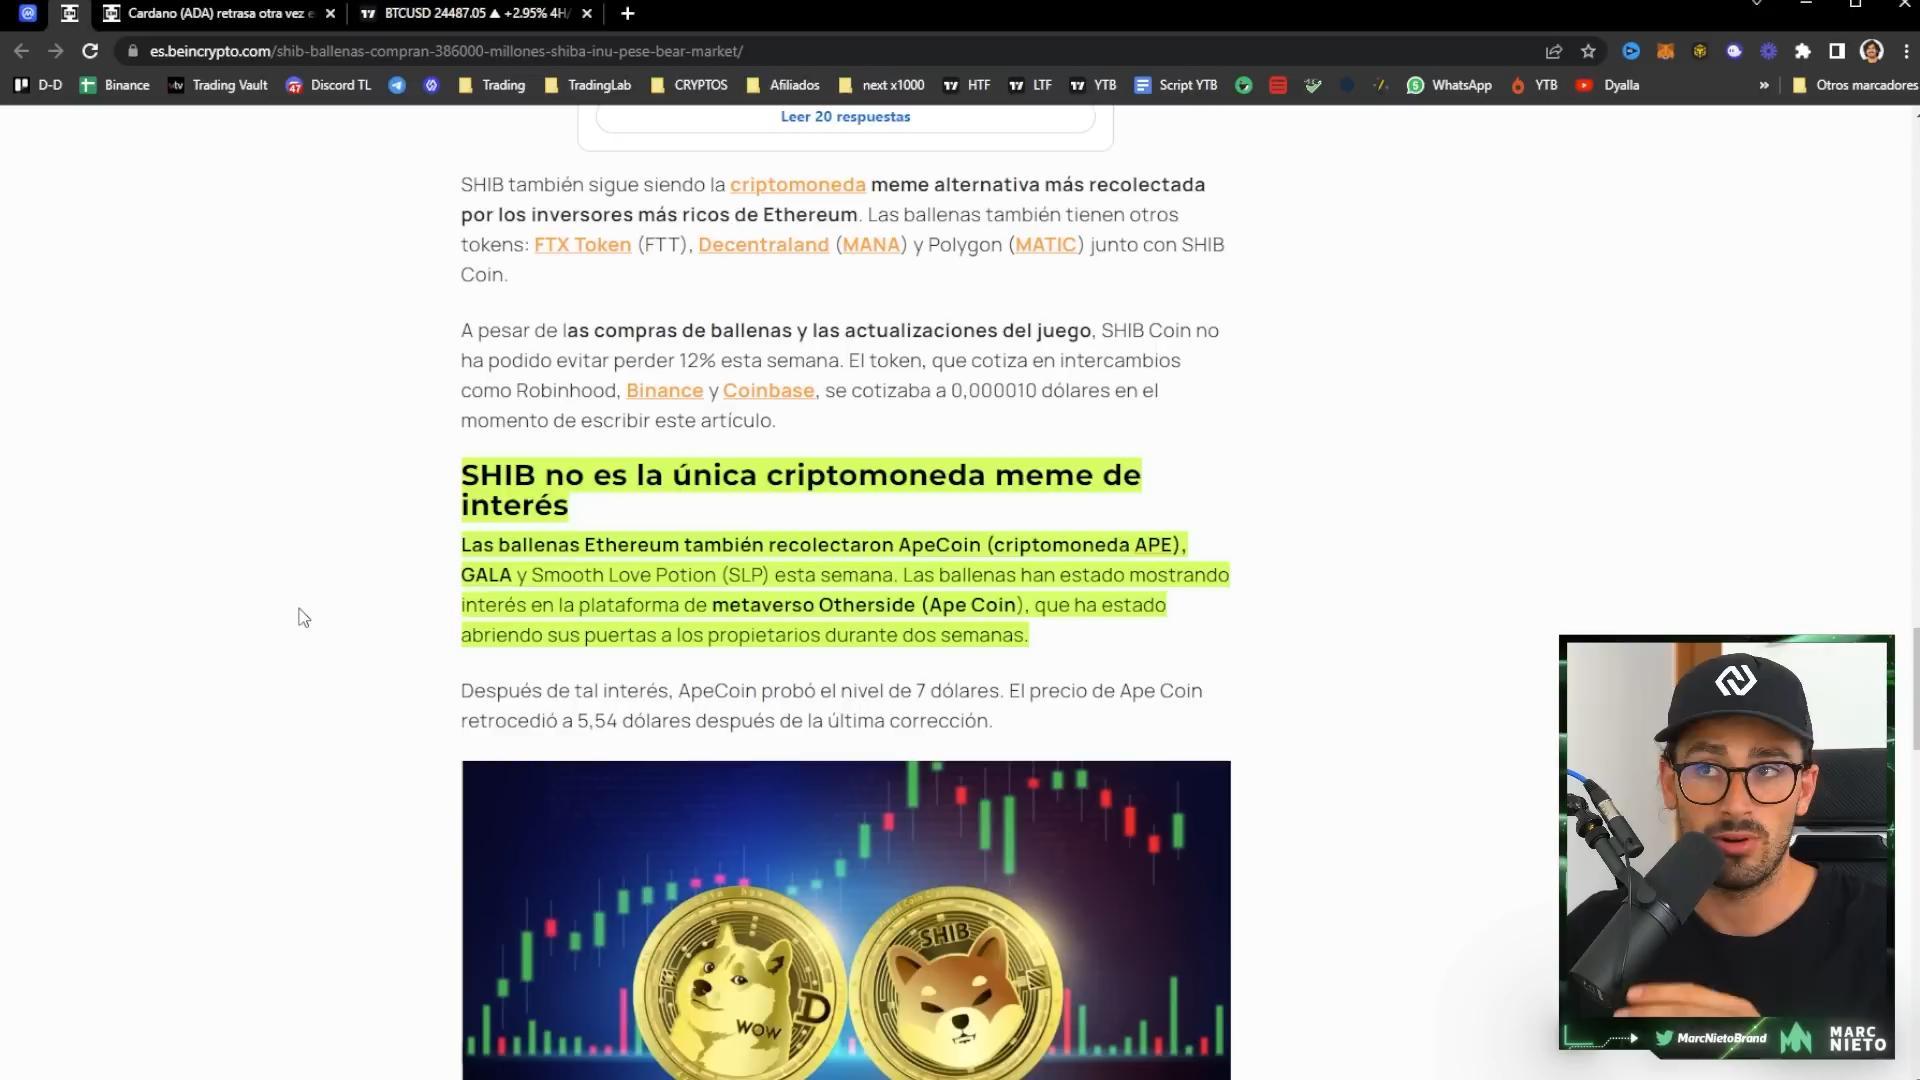 Cardano (ADA) retrasa otra vez e
BTCUSD 24487.05 ▲ +2.95% 4H/
es.beincrypto.com/shib-ballenas-compran-386000-millones-shiba-inu-pese-bear-market/
D-D
Binance
Trading Vault
47
Discord TL
Trading
TradingLab
CRYPTOS
Afiliados
next x1000
HTF
LTF
YTB
Script YTB
WhatsApp
YTB
Dyalla
»
Otros marcadores
Leer 20 respuestas
SHIB también sigue siendo la criptomoneda meme alternativa más recolectada
por los inversores más ricos de Ethereum. Las ballenas también tienen otros
tokens: FTX Token (FTT), Decentraland (MANA) y Polygon (MATIC) junto con SHIB
Coin.
A pesar de las compras de ballenas y las actualizaciones del juego, SHIB Coin no
ha podido evitar perder 12% esta semana. El token, que cotiza en intercambios
como Robinhood, Binance y Coinbase, se cotizaba a 0,000010 dólares en el
momento de escribir este artículo.
SHIB no es la única criptomoneda meme de
interés
Las ballenas Ethereum también recolectaron ApeCoin (criptomoneda APE),
GALA y Smooth Love Potion (SLP) esta semana. Las ballenas han estado mostrando
interés en la plataforma de metaverso Otherside (Ape Coin), que ha estado
abriendo sus puertas a los propietarios durante dos semanas.
Después de tal interés, ApeCoin probó el nivel de 7 dólares. El precio de Ape Coin
retrocedió a 5,54 dólares después de la última corrección.
SHIB
WOW
D
MarcNietoBrand
MARC
NIETO